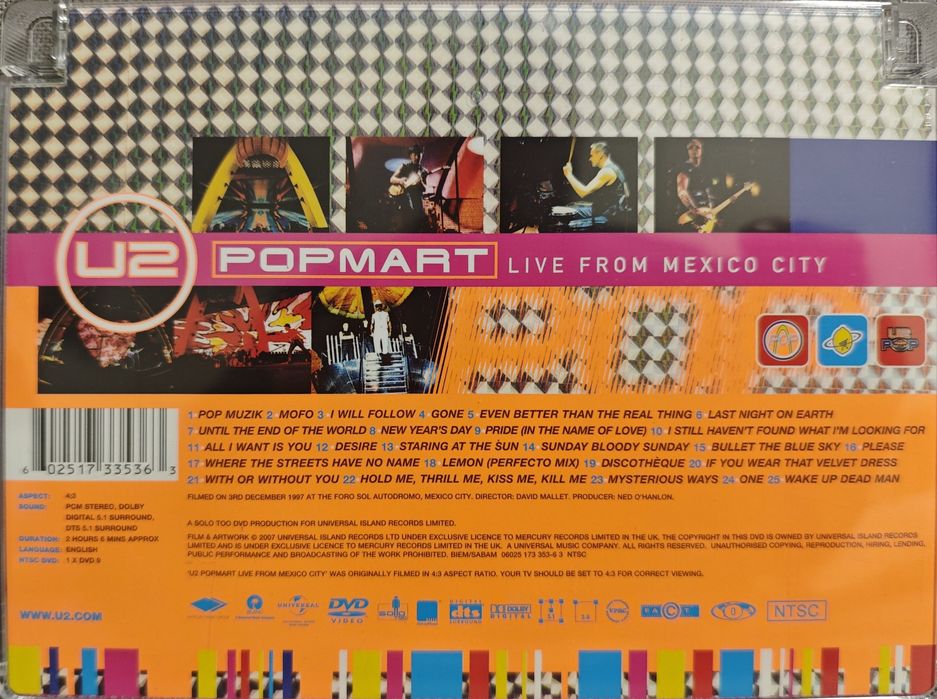 U2 POPMART LIVE FROM MEXICO CITY
U2
POP
1 POP MUZIK 2 MOFO 3 I WILL FOLLOW 4 GONE 5 EVEN BETTER THAN THE REAL THING 6 LAST NIGHT ON EARTH
7 UNTIL THE END OF THE WORLD 8 NEW YEAR'S DAY 9 PRIDE (IN THE NAME OF LOVE) 10 I STILL HAVEN'T FOUND WHAT I'M LOOKING FOR
11 ALL I WANT IS YOU 12 DESIRE 13 STARING AT THE SUN 14 SUNDAY BLOODY SUNDAY 15 BULLET THE BLUE SKY 16 PLEASE
17 WHERE THE STREETS HAVE NO NAME 18 LEMON (PERFECTO MIX) 19 DISCOTHÈQUE 20 IF YOU WEAR THAT VELVET DRESS
21 WITH OR WITHOUT YOU 22 HOLD ME, THRILL ME, KISS ME, KILL ME 23 MYSTERIOUS WAYS 24 ONE 25 WAKE UP DEAD MAN
6 02517 33536 3
ASPECT: 4:3
SOUND: PCM STEREO, DOLBY
DIGITAL 5.1 SURROUND,
DTS 5.1 SURROUND
DURATION: 2 HOURS 6 MINS APPROX
LANGUAGE: ENGLISH
NTSC DVD: 1 X DVD 9
FILMED ON 3RD DECEMBER 1997 AT THE FORO SOL AUTODROMO, MEXICO CITY. DIRECTOR: DAVID MALLET. PRODUCER: NED O'HANLON.
A SOLO TOO DVD PRODUCTION FOR UNIVERSAL ISLAND RECORDS LIMITED.
FILM & ARTWORK © 2007 UNIVERSAL ISLAND RECORDS LTD UNDER EXCLUSIVE LICENCE TO MERCURY RECORDS LIMITED IN THE UK, THE COPYRIGHT IN THIS DVD IS OWNED BY UNIVERSAL ISLAND RECORDS
LIMITED AND IS UNDER EXCLUSIVE LICENCE TO MERCURY RECORDS LIMITED IN THE UK. A UNIVERSAL MUSIC COMPANY. ALL RIGHTS RESERVED. UNAUTHORISED COPYING, REPRODUCTION, HIRING, LENDING,
PUBLIC PERFORMANCE AND BROADCASTING OF THE WORK PROHIBITED. BIEM/SABAM 06025 173 353-6 3 NTSC
'U2 POPMART LIVE FROM MEXICO CITY' WAS ORIGINALLY FILMED IN 4:3 ASPECT RATIO. YOUR TV SHOULD BE SET TO 4:3 FOR CORRECT VIEWING.
WWW.U2.COM
UNIVERSAL DVD VIDEO DIGITAL dts SURROUND DOLBY DIGITAL 5.1 5.1 0 NTSC